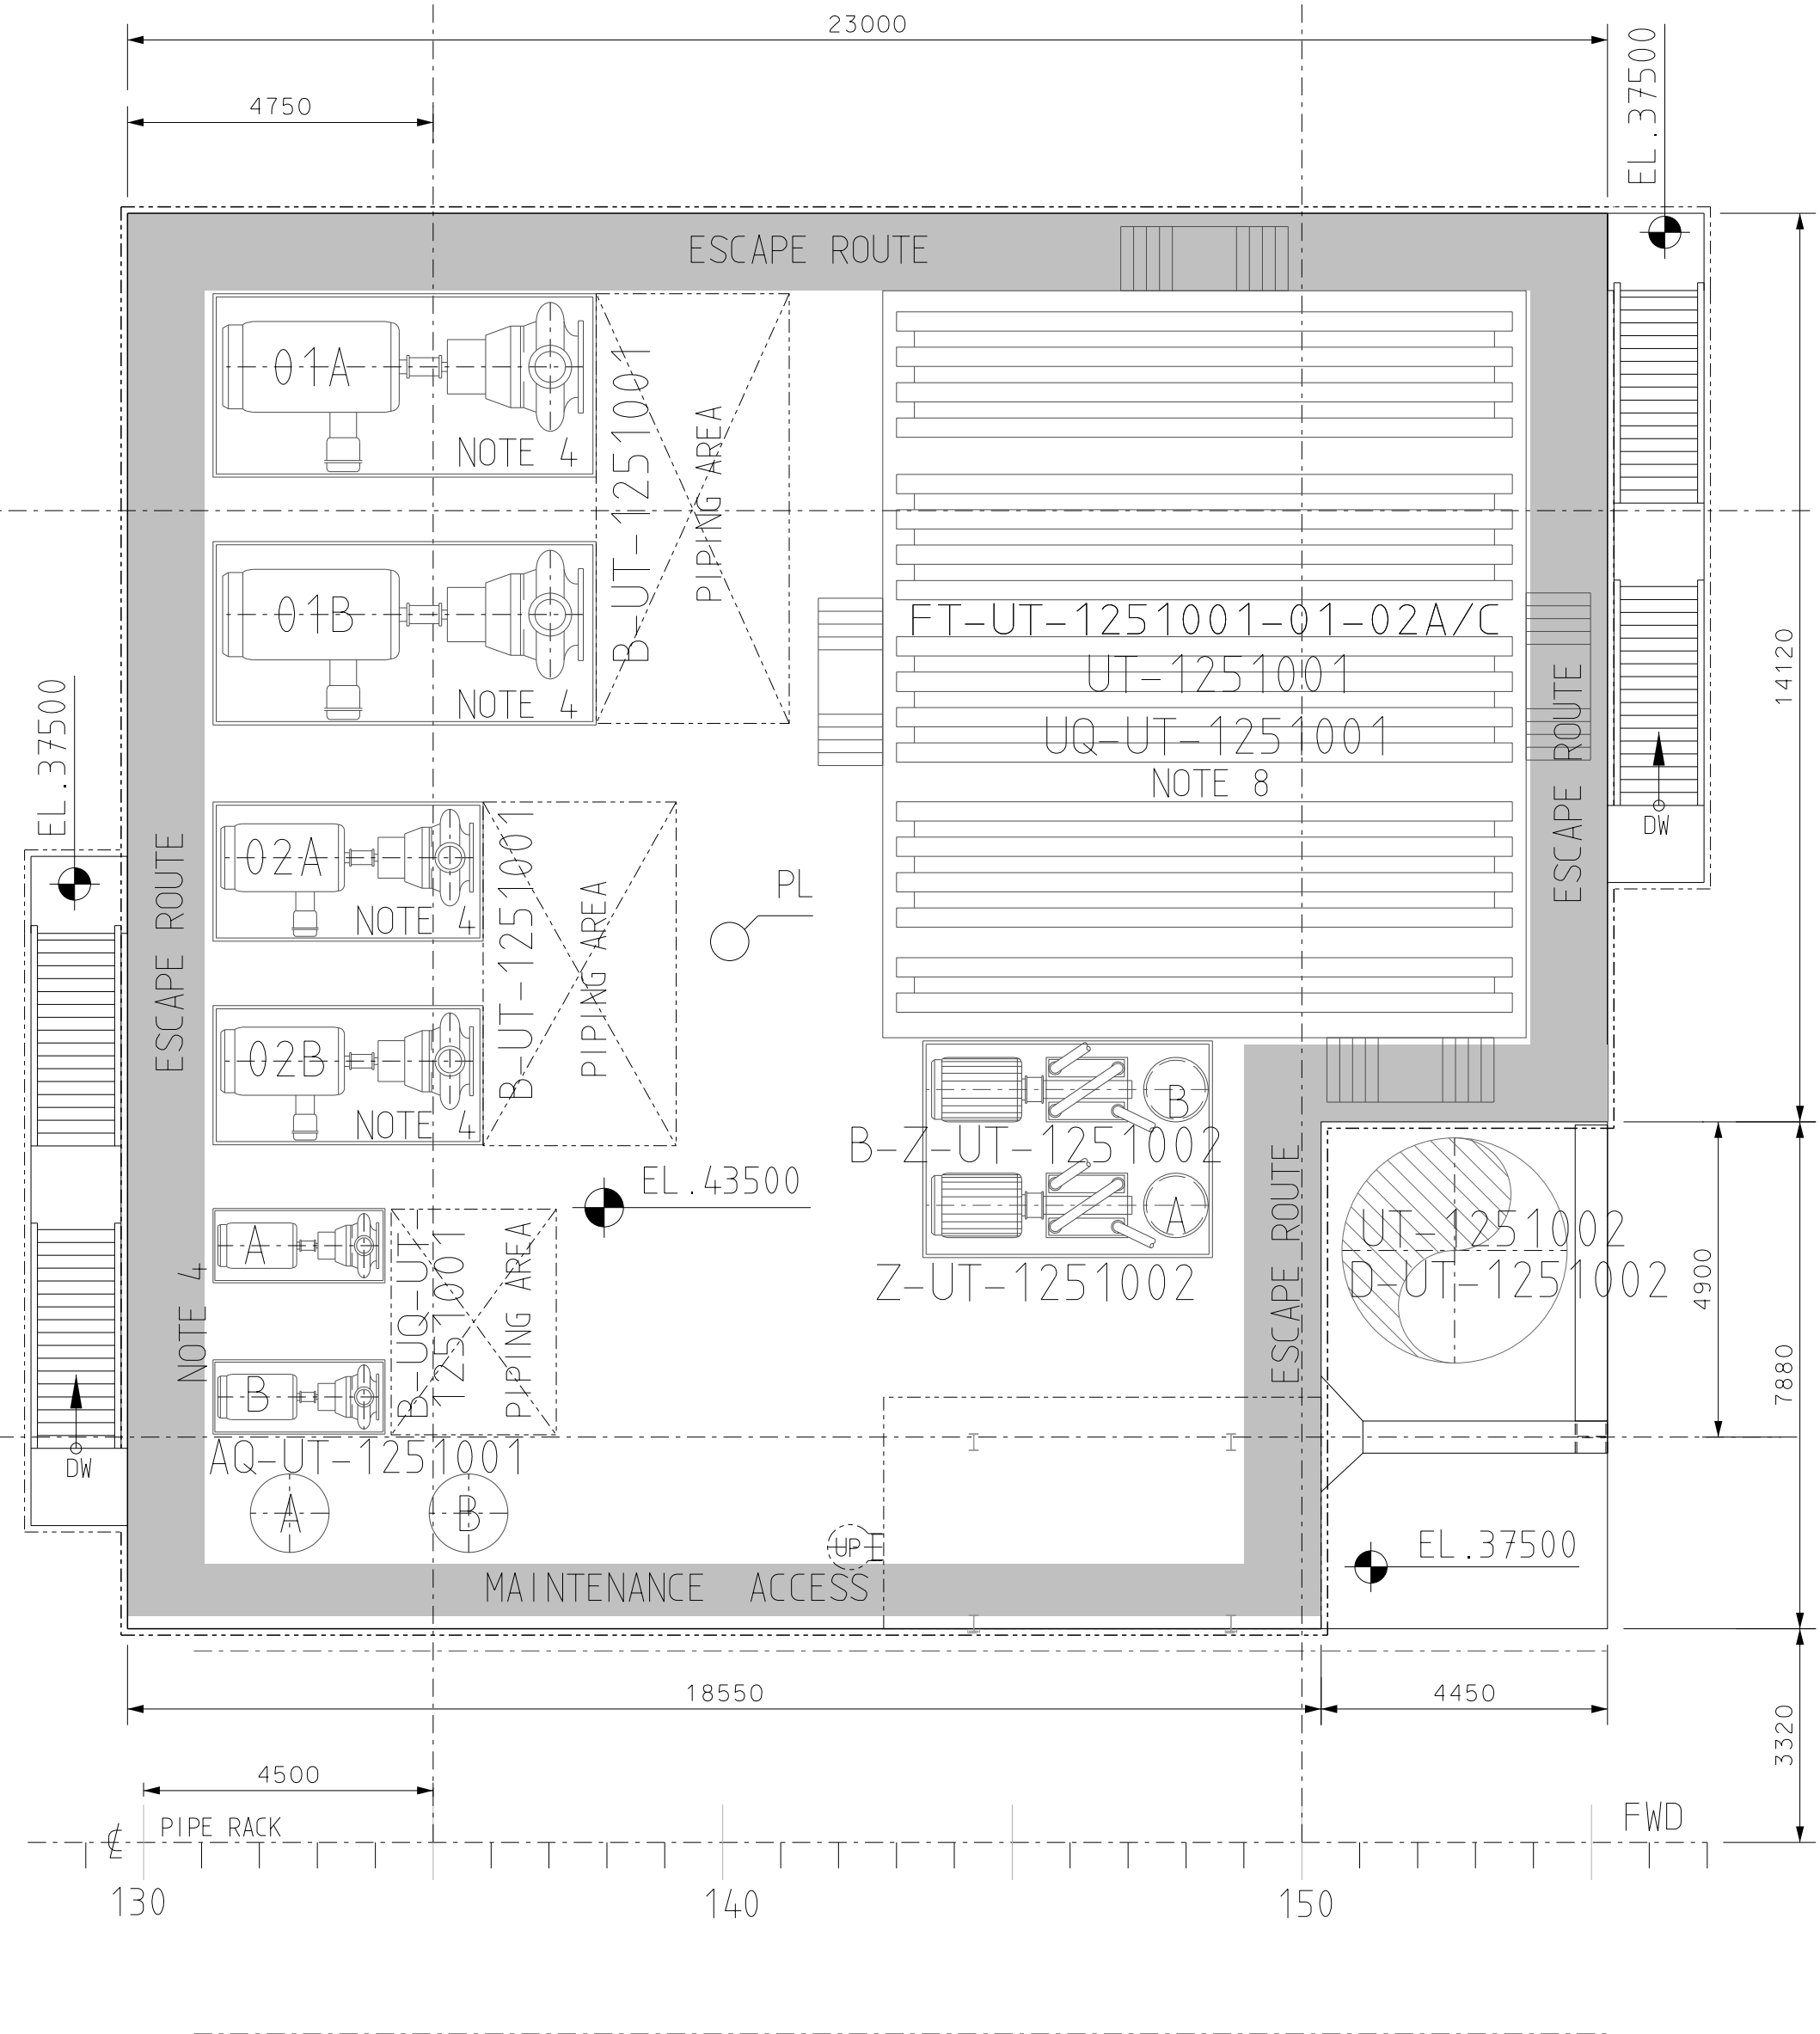 23000
4750
EL.37500
ESCAPE ROUTE
01A
NOTE 4
B-UT-1251001
PIPING AREA
01B
NOTE 4
FT-UT-1251001-01-02A/C
UT-1251001
UQ-UT-1251001
NOTE 8
14120
ESCAPE ROUTE
DW
EL.37500
ESCAPE ROUTE
02A
NOTE 4
B-UT-1251001
PIPING AREA
PL
02B
NOTE 4
B
B-Z-UT-1251002
A
Z-UT-1251002
EL.43500
ESCAPE ROUTE
UT-1251002
D-UT-1251002
4900
7880
NOTE 4
A
B
B-UQ-UT-
1251001
PIPING AREA
DW
AQ-UT-1251001
A
B
UP
EL.37500
MAINTENANCE ACCESS
18550
4450
3320
4500
PIPE RACK
FWD
130
140
150